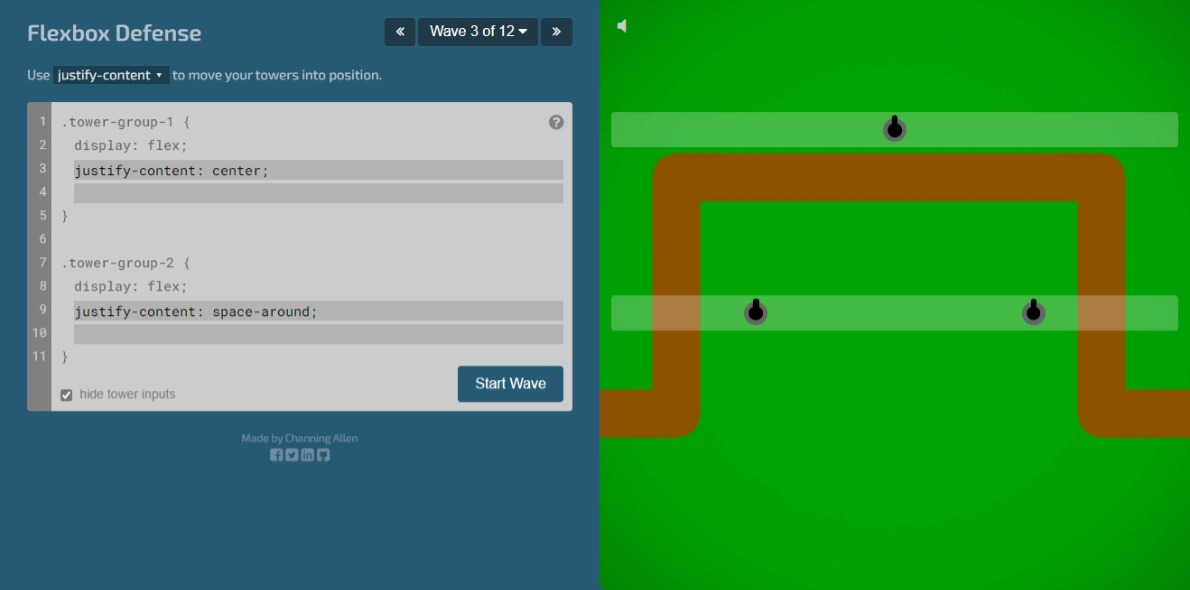 Flexbox Defense
« Wave 3 of 12 »
Use justify-content to move your towers into position.
1 .tower-group-1 {
2 display: flex;
3 justify-content: center;
4
5 }
6
7 .tower-group-2 {
8 display: flex;
9 justify-content: space-around;
10
11 }
hide tower inputs
Start Wave
Made by Channing Allen